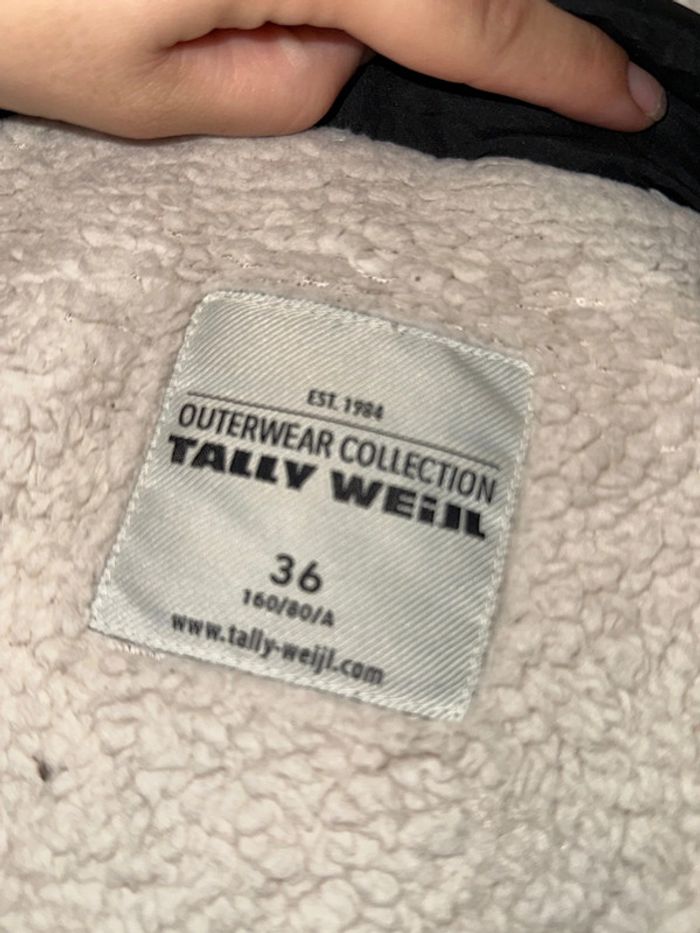 EST. 1984
OUTERWEAR COLLECTION
TALLY WEiJL
36
160/80/A
www.tally-weijl.com